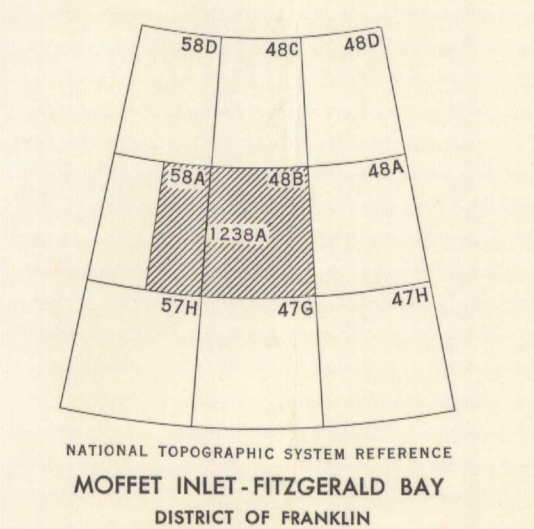 58D 48C 48D
58A 48B 48A
1238A
57H 47G 47H
NATIONAL TOPOGRAPHIC SYSTEM REFERENCE
MOFFET INLET - FITZGERALD BAY
DISTRICT OF FRANKLIN